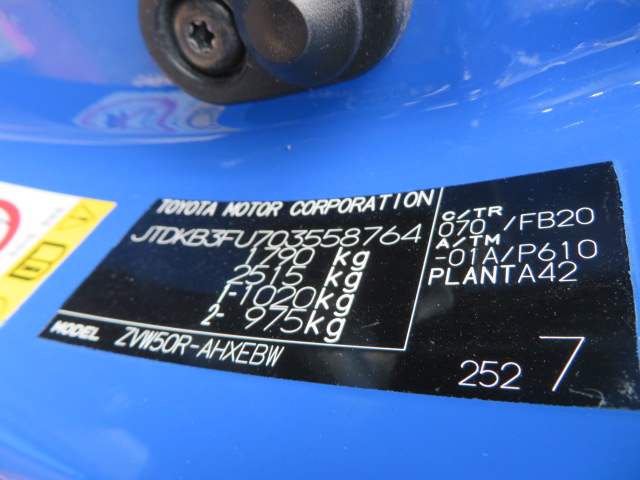 TOYOTA MOTOR CORPORATION
JTDKB3FU703558764
1790 kg
2515 kg
1-1020kg
2- 975kg
C/TR
070 /FB20
A/TM
-01A/P610
PLANTA42
MODEL ZVW50R-AHXEBW
252 7